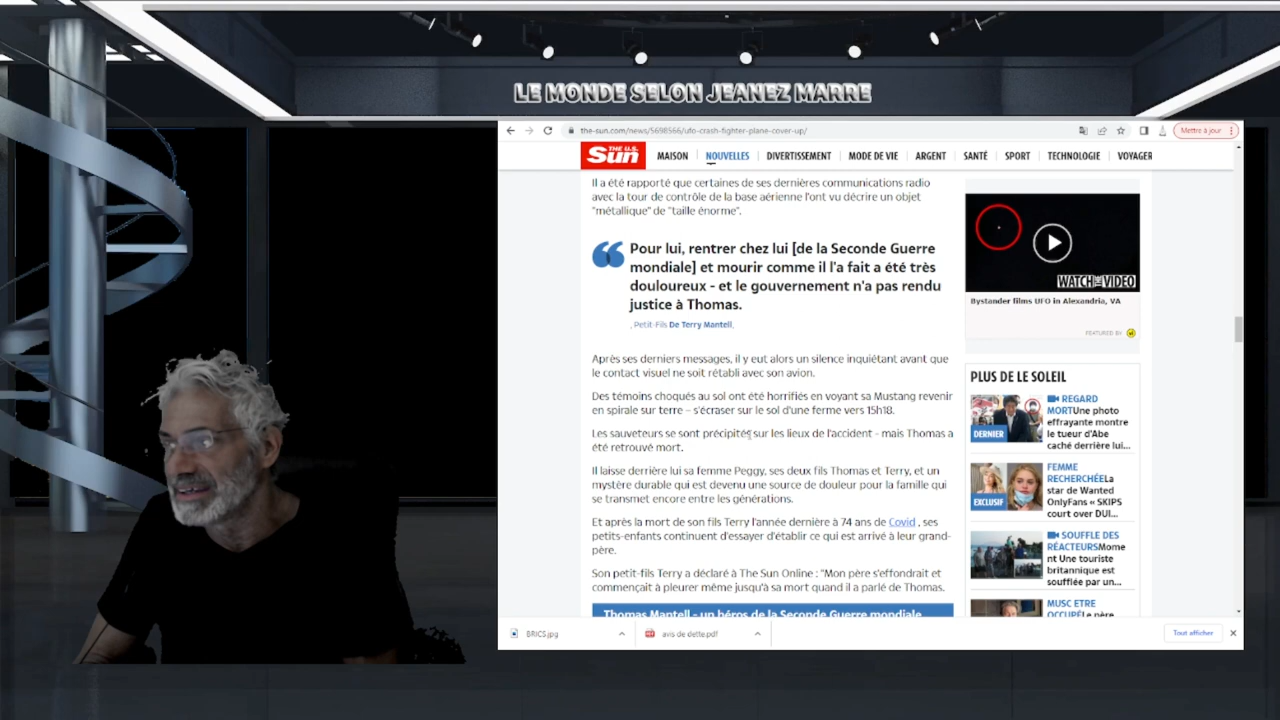 LE MONDE SELON JEANEZ MARRE
the-sun.com/news/5698566/ufo-crash-fighter-plane-cover-up/
Mettre à jour
THE U.S. Sun
MAISON NOUVELLES DIVERTISSEMENT MODE DE VIE ARGENT SANTÉ SPORT TECHNOLOGIE VOYAGER
Il a été rapporté que certaines de ses dernières communications radio
avec la tour de contrôle de la base aérienne l'ont vu décrire un objet
"métallique" de "taille énorme".
Pour lui, rentrer chez lui [de la Seconde Guerre
mondiale] et mourir comme il l'a fait a été très
douloureux - et le gouvernement n'a pas rendu
justice à Thomas.
, Petit-Fils De Terry Mantell,
Après ses derniers messages, il y eut alors un silence inquiétant avant que
le contact visuel ne soit rétabli avec son avion.
Des témoins choqués au sol ont été horrifiés en voyant sa Mustang revenir
en spirale sur terre – s'écraser sur le sol d'une ferme vers 15h18.
Les sauveteurs se sont précipités sur les lieux de l'accident - mais Thomas a
été retrouvé mort.
Il laisse derrière lui sa femme Peggy, ses deux fils Thomas et Terry, et un
mystère durable qui est devenu une source de douleur pour la famille qui
se transmet encore entre les générations.
Et après la mort de son fils Terry l'année dernière à 74 ans de Covid , ses
petits-enfants continuent d'essayer d'établir ce qui est arrivé à leur grand-
père.
Son petit-fils Terry a déclaré à The Sun Online : "Mon père s'effondrait et
commençait à pleurer même jusqu'à sa mort quand il a parlé de Thomas.
Thomas Mantell - un héros de la Seconde Guerre mondiale
WATCH THE VIDEO
Bystander films UFO in Alexandria, VA
FEATURED BY
PLUS DE LE SOLEIL
DERNIER
REGARD
MORTUne photo
effrayante montre
le tueur d'Abe
caché derrière lui...
EXCLUSIF
FEMME
RECHERCHÉELa
star de Wanted
OnlyFans « SKIPS
court over DUI...
SOUFFLE DES
RÉACTEURSMome
nt Une touriste
britannique est
soufflée par un...
MUSC ETRE
OCCUPÉLe père
BRICS.jpg
avis de dette.pdf
Tout afficher